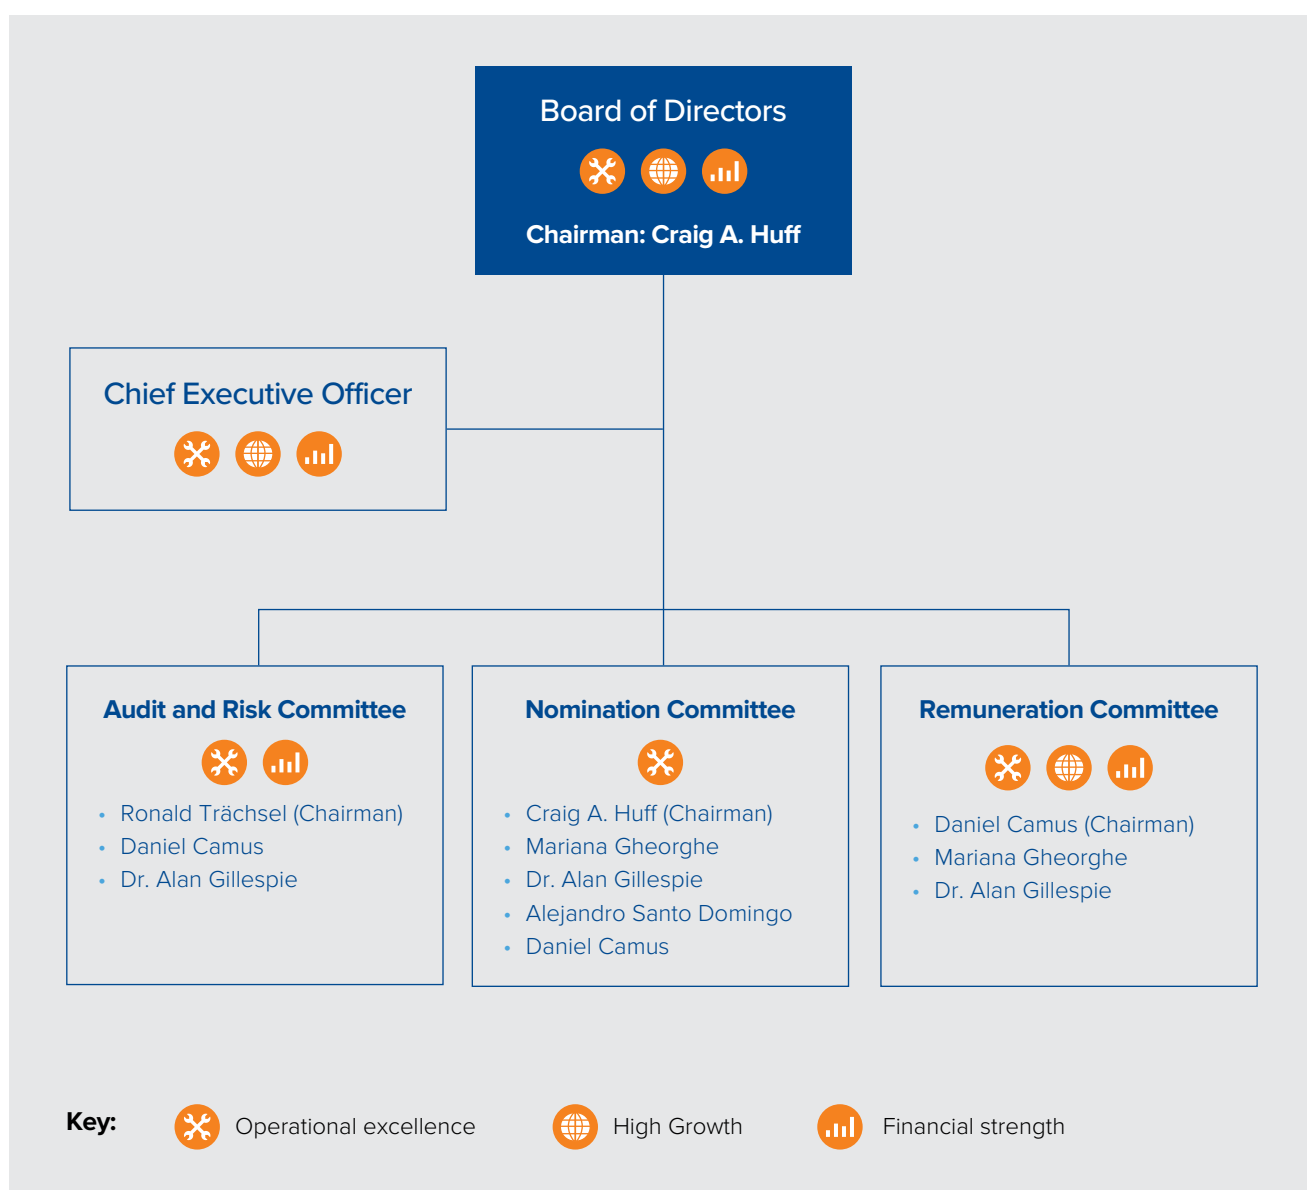 Board of Directors
Chairman: Craig A. Huff
Chief Executive Officer
Audit and Risk Committee
• Ronald Trächsel (Chairman)
• Daniel Camus
• Dr. Alan Gillespie
Nomination Committee
• Craig A. Huff (Chairman)
• Mariana Gheorghe
• Dr. Alan Gillespie
• Alejandro Santo Domingo
• Daniel Camus
Remuneration Committee
• Daniel Camus (Chairman)
• Mariana Gheorghe
• Dr. Alan Gillespie
Key: Operational excellence High Growth Financial strength